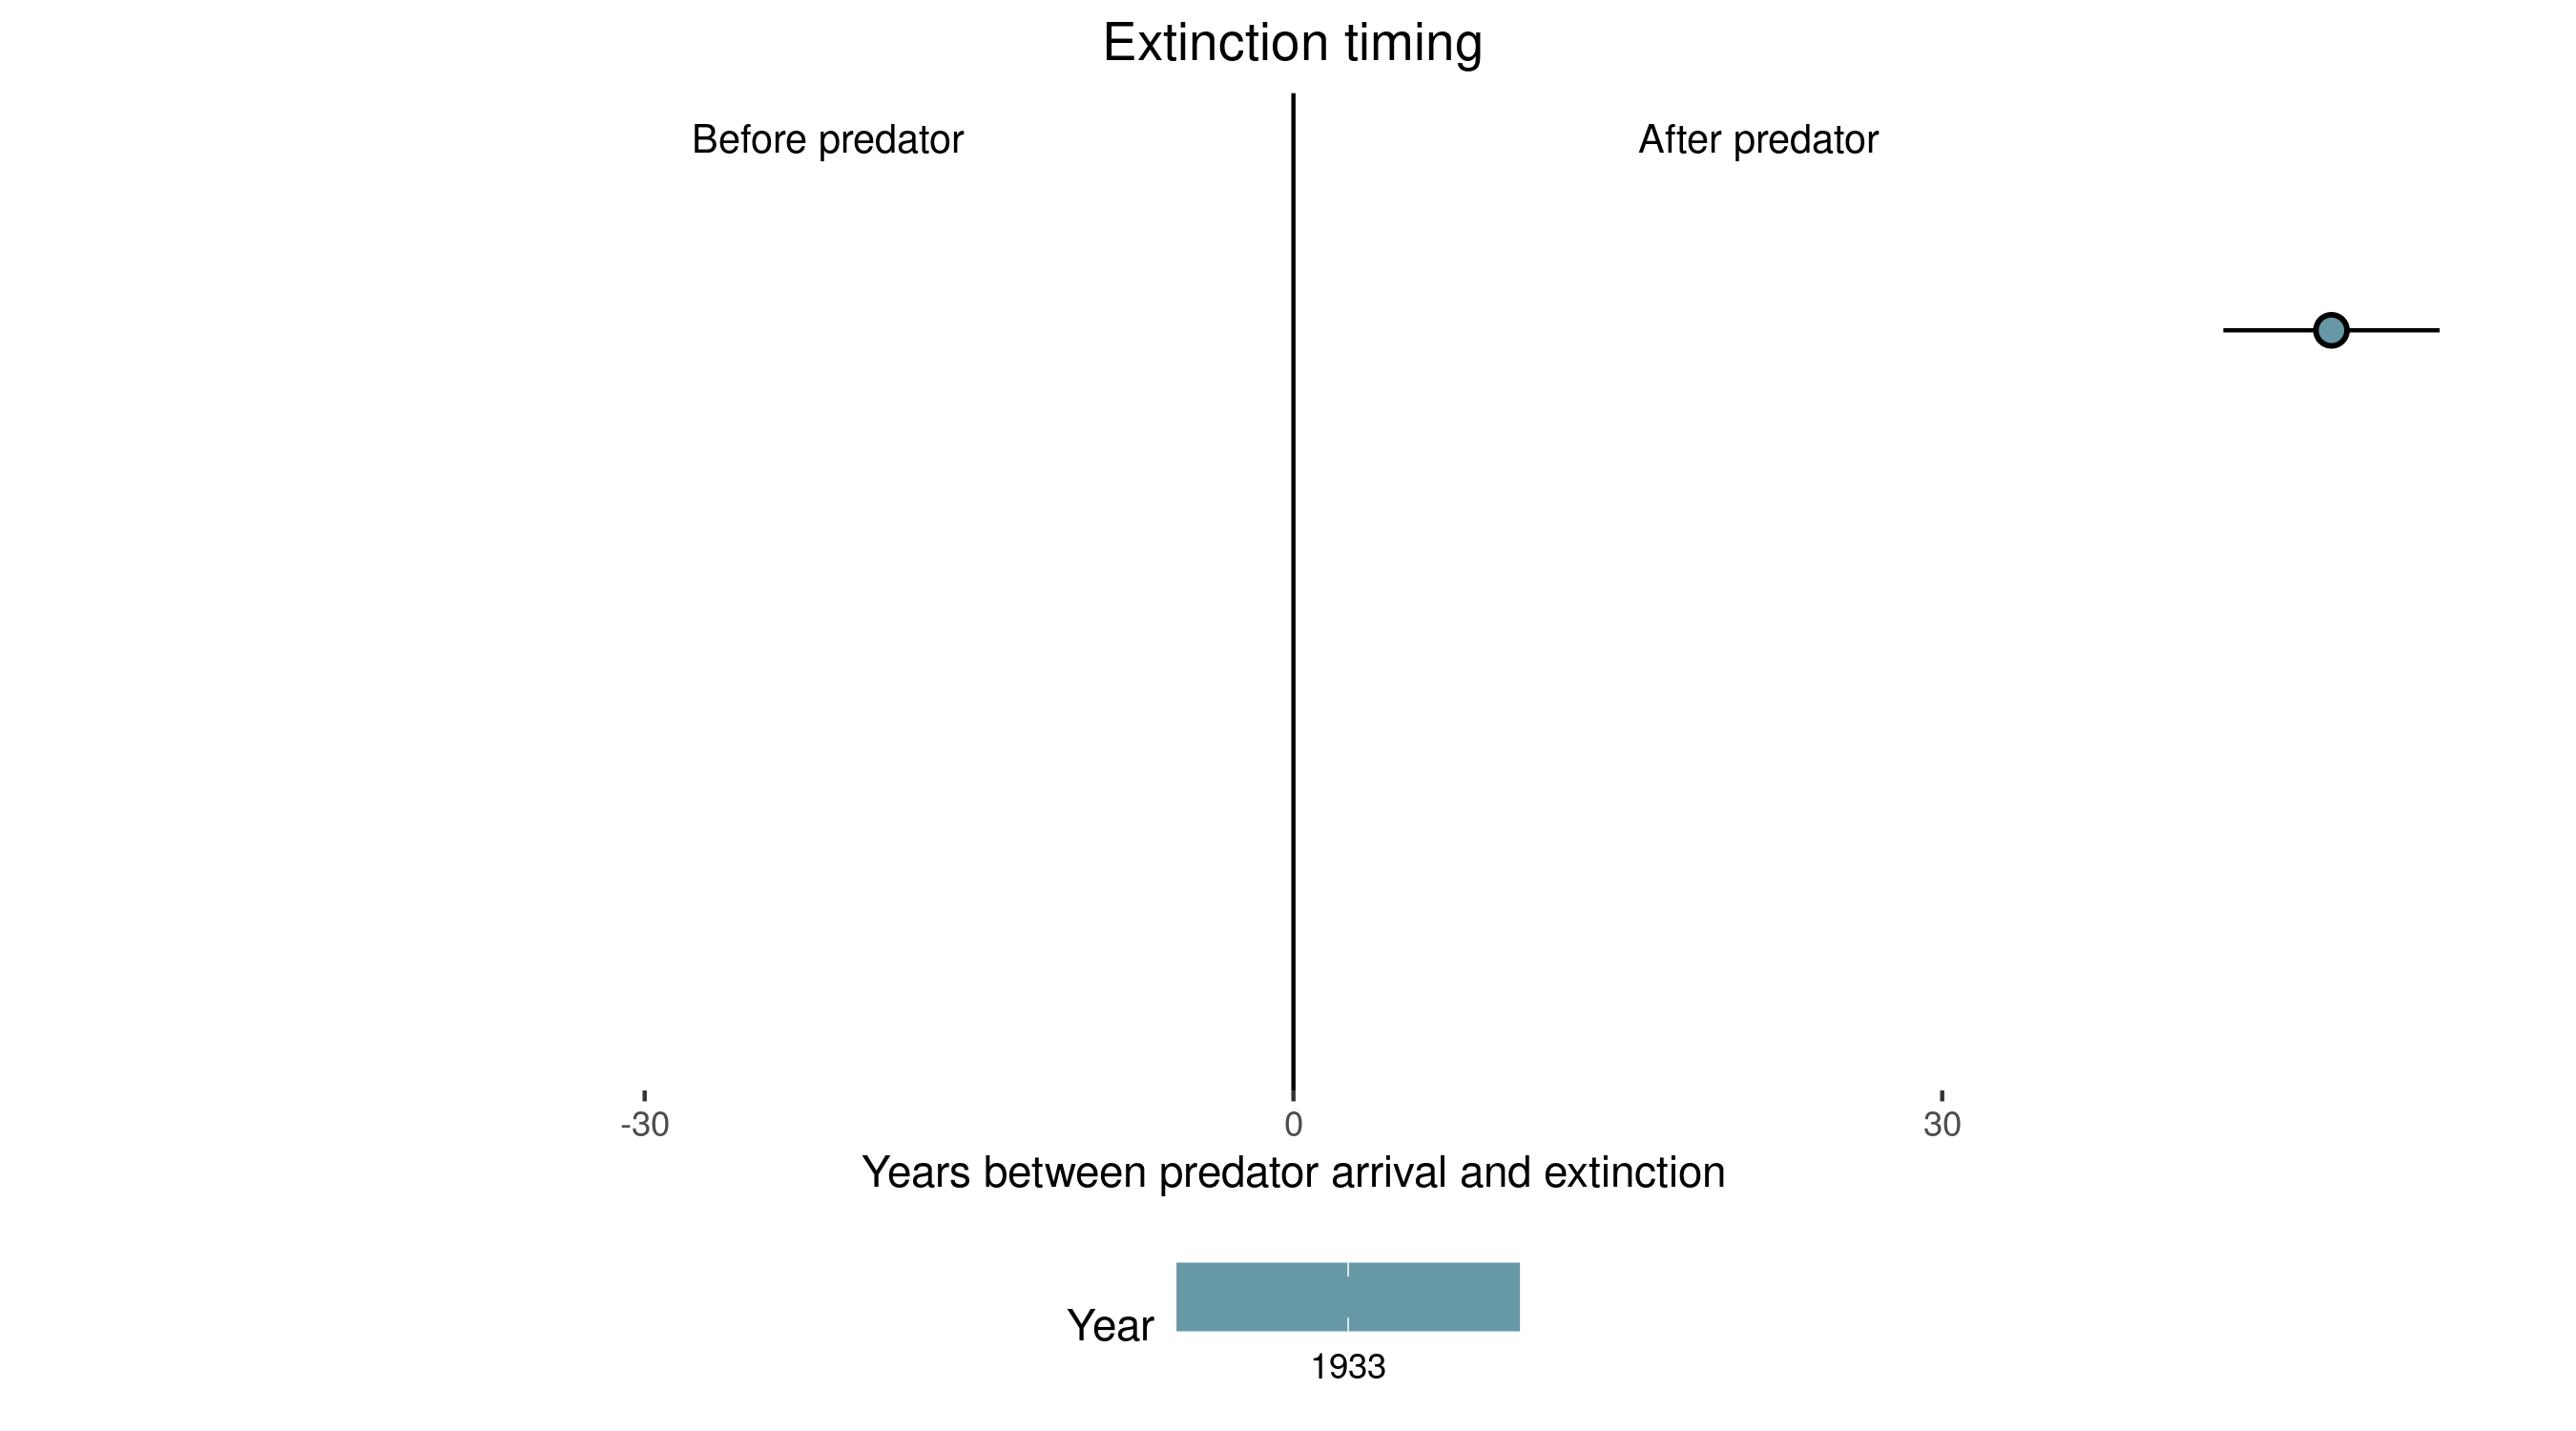 Extinction timing
Before predator
After predator
-30
0
30
Years between predator arrival and extinction
Year
1933